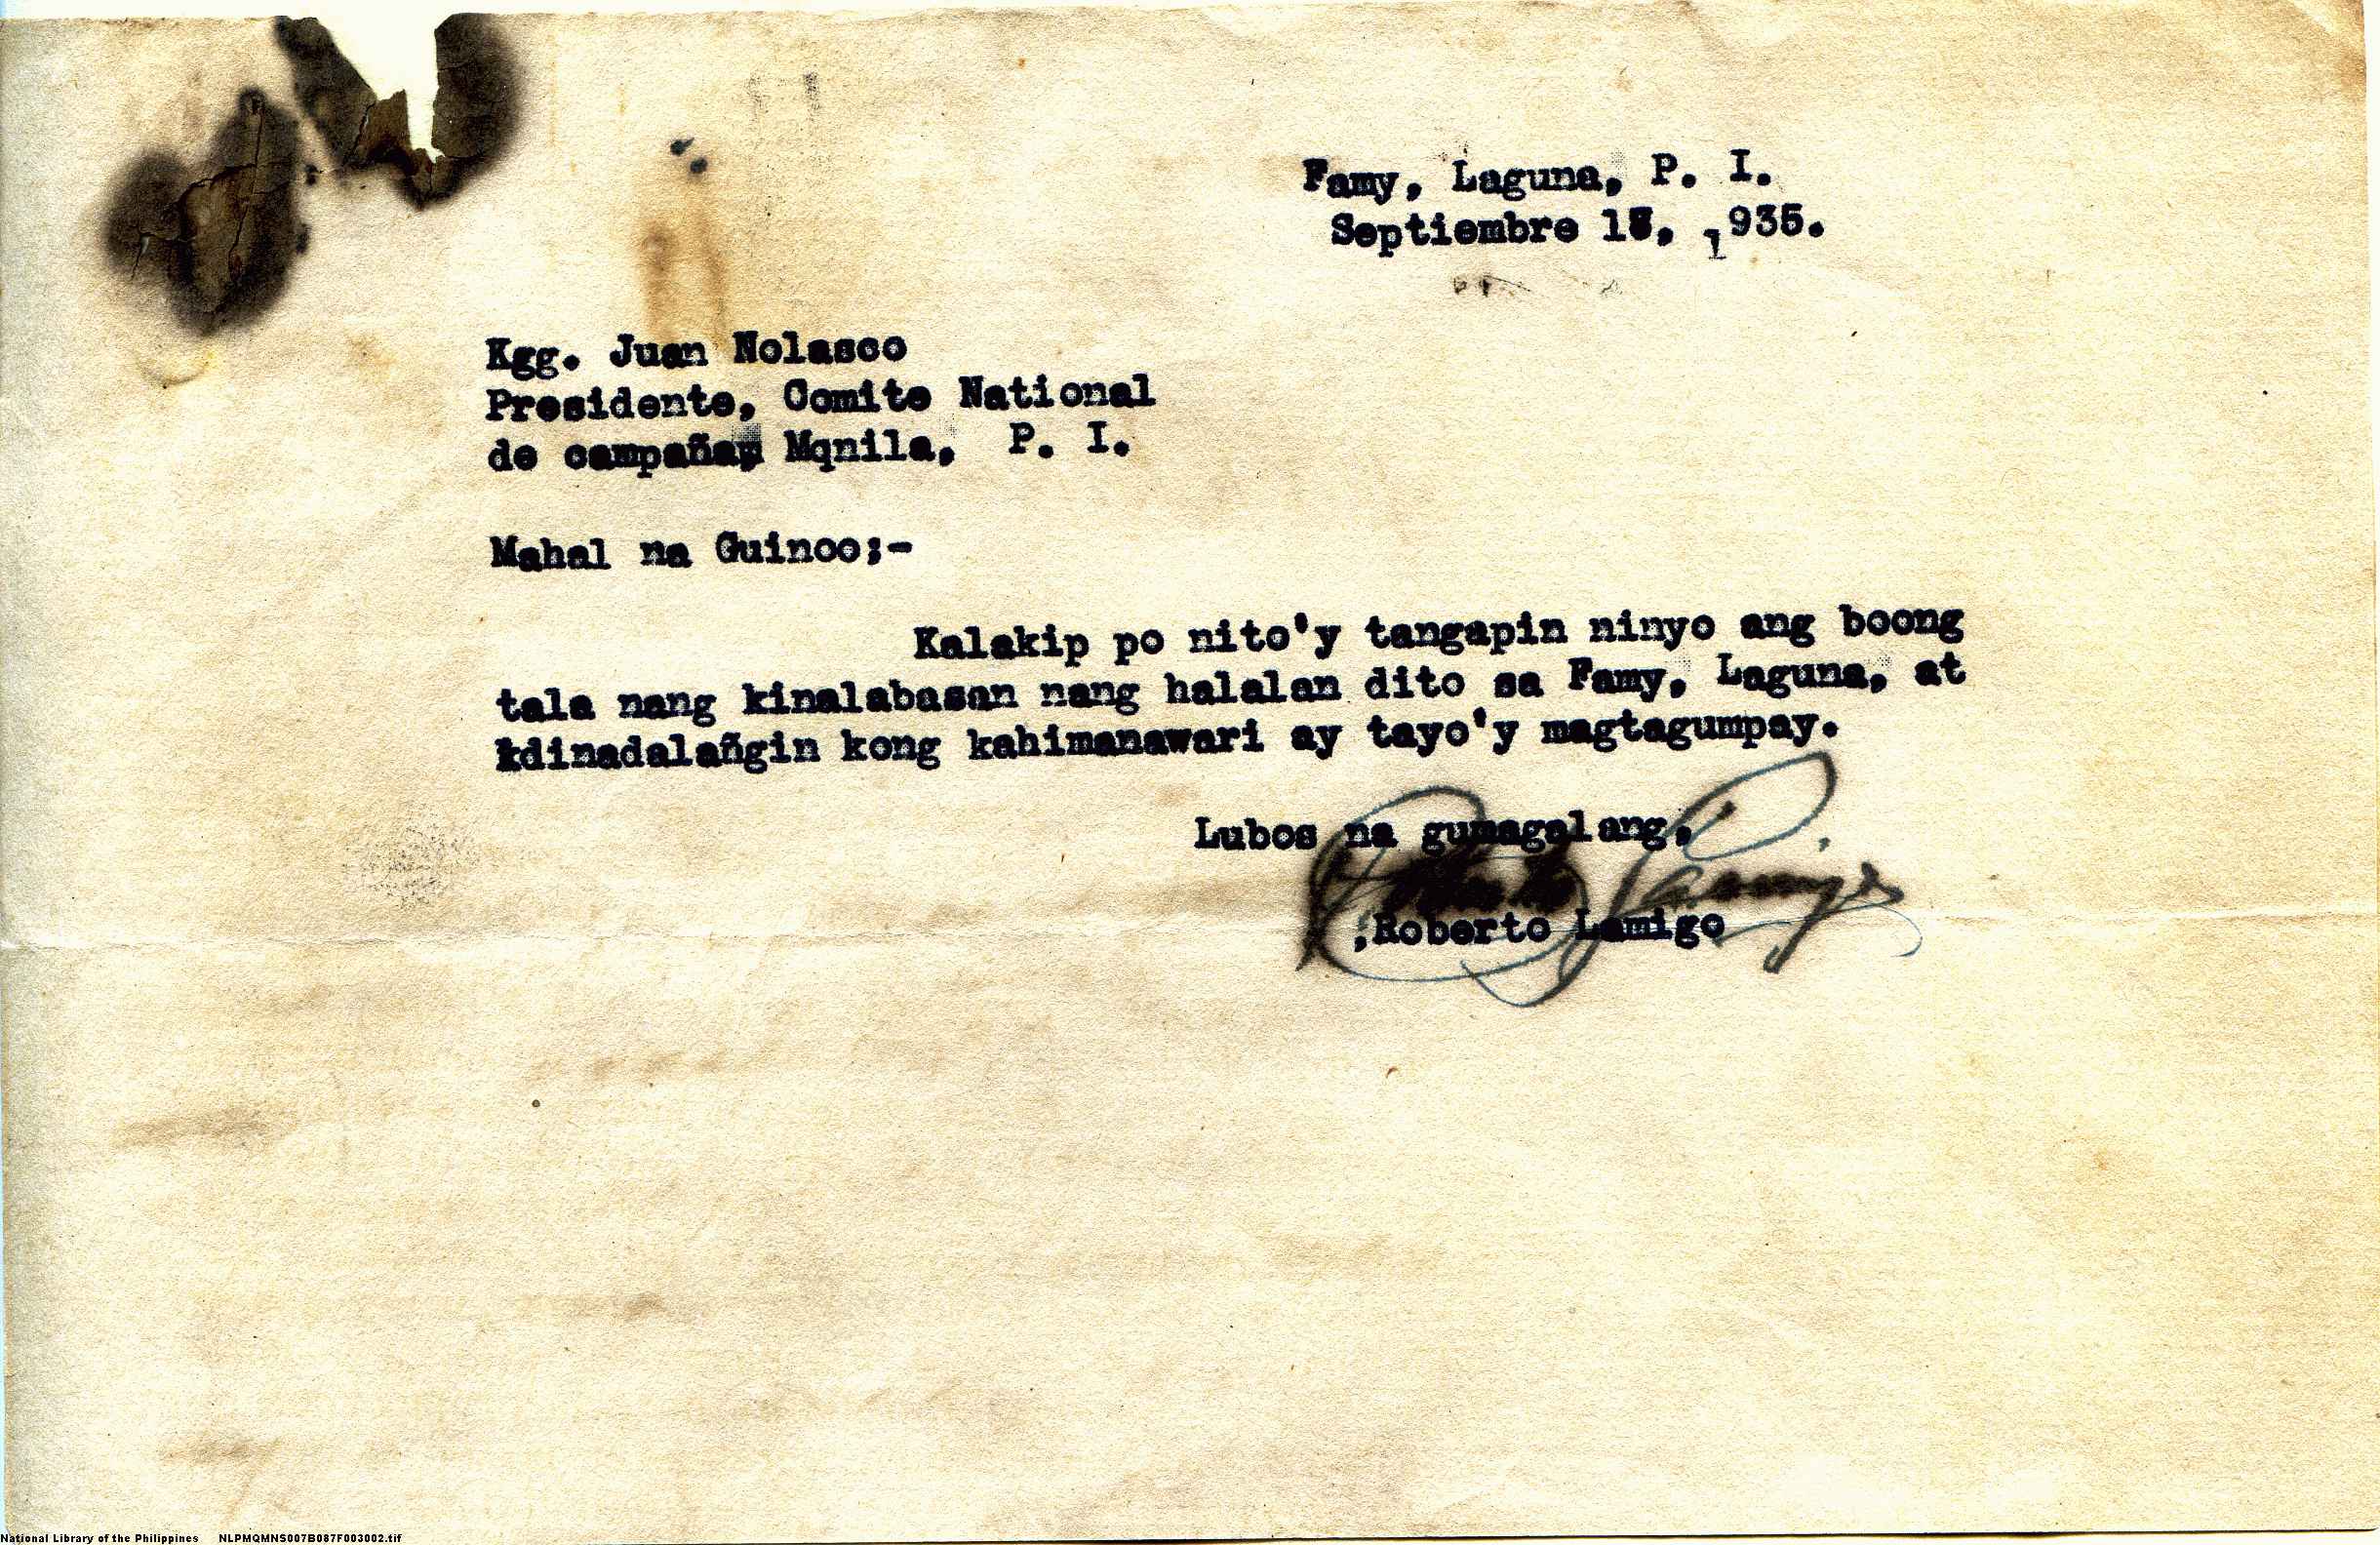 Famy, Laguna, P. I.
Septiembre 18, 1935.
Kgg. Juan Nolasco
Presidente, Comite National
de campaña, Mqnila, P. I.
Mahal na Guinoo;-
Kalakip po nito'y tangapin ninyo ang boong
tala nang kinalabasan nang halalan dito sa Famy, Laguna, at
dinadalañgin kong kahimanawari ay tayo'y magtagumpay.
Lubos na gumagalang,
,Roberto Lamigo
National Library of the Philippines NLPMQMNS007B087F003002.tif